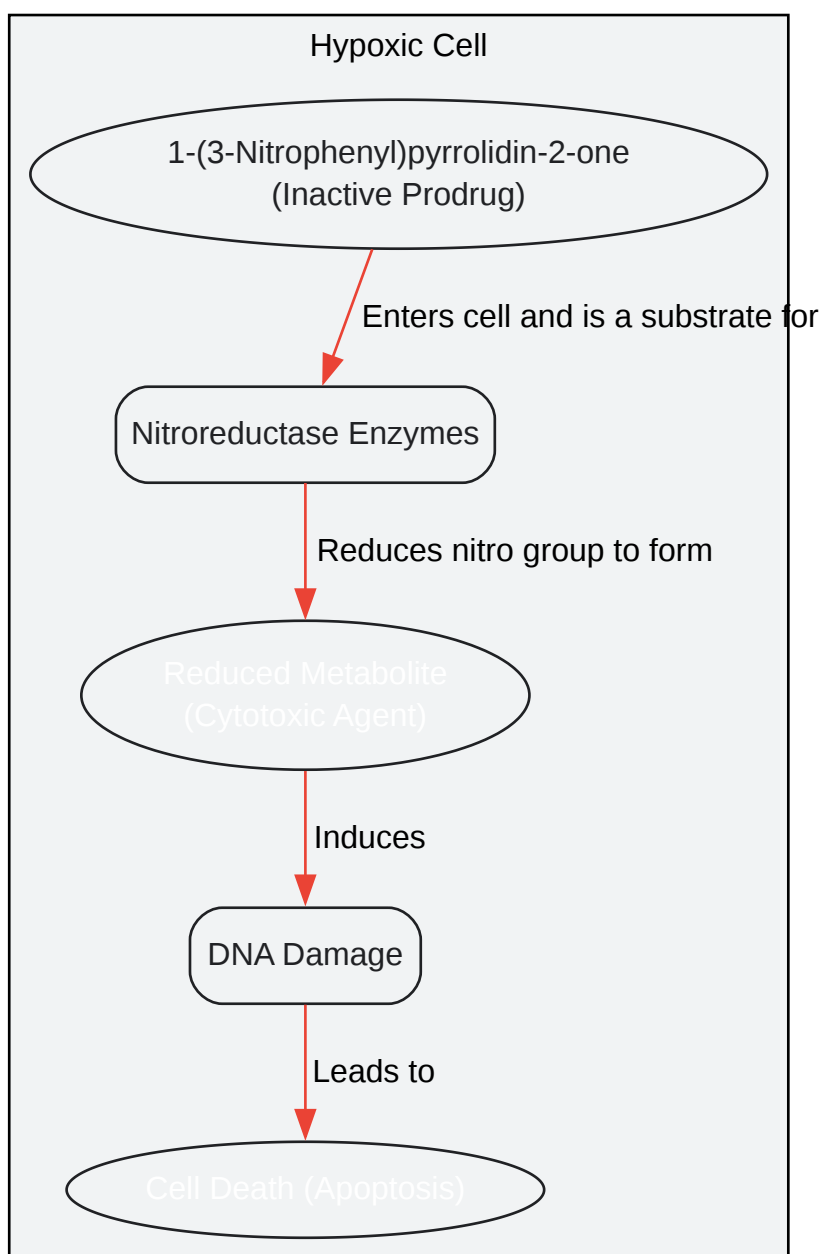 Hypoxic Cell
1-(3-Nitrophenyl)pyrrolidin-2-one
(Inactive Prodrug)
Enters cell and is a substrate for
Nitroreductase Enzymes
Reduces nitro group to form
Reduced Metabolite
(Cytotoxic Agent)
Induces
DNA Damage
Leads to
Cell Death (Apoptosis)